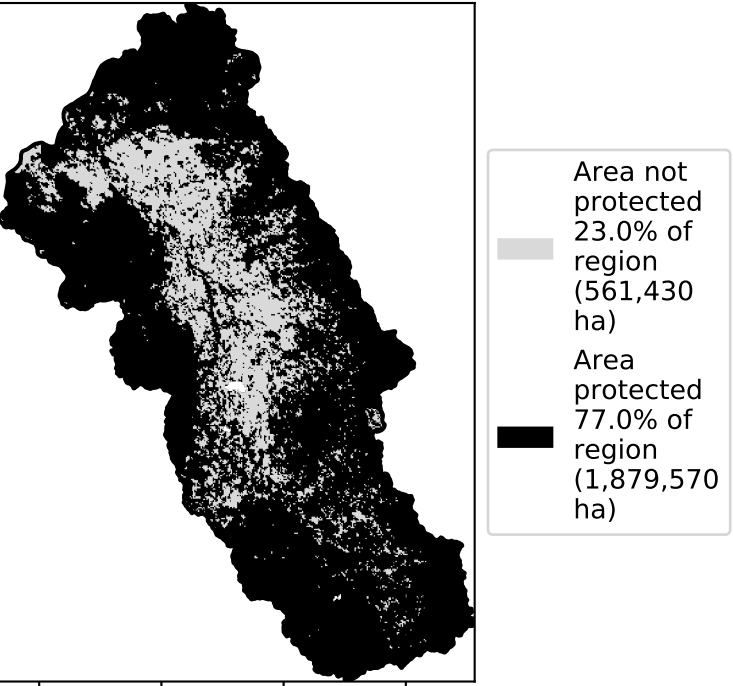 Area not
protected
23.0% of
region
(561,430
ha)
Area
protected
77.0% of
region
(1,879,570
ha)